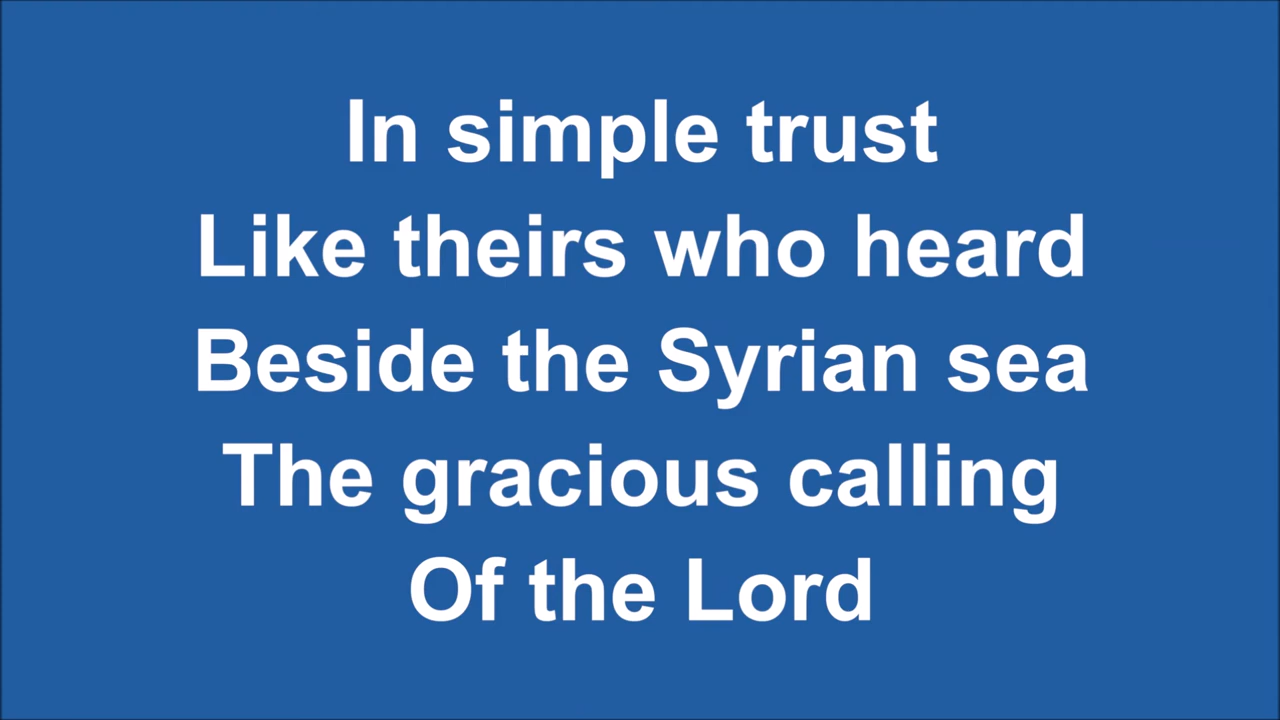 In simple trust
Like theirs who heard
Beside the Syrian sea
The gracious calling
Of the Lord